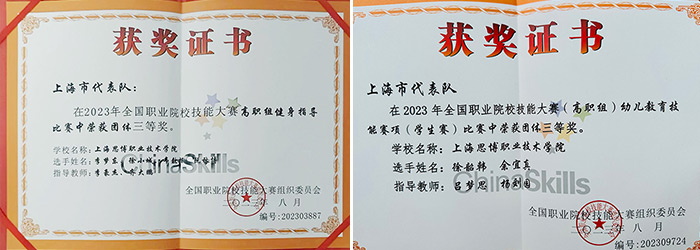 获奖证书
上海市代表队：
在2023年全国职业院校技能大赛高职组健身指导
比赛中荣获团体三等奖。
学校名称：上海思博职业技术学院
选手姓名：
指导教师：
ChinaSkills
全国职业院校技能大赛组织委员会
二〇二三年八月
编号：202303887
获奖证书
上海市代表队
在2023年全国职业院校技能大赛（高职组）幼儿教育技
能赛项（学生赛）比赛中荣获团体三等奖。
学校名称：上海思博职业技术学院
选手姓名：徐韶韩 余宜真
指导教师：吕梦思 杨剑国
ChinaSkills
全国职业院校技能大赛组织委员会
二〇二三年八月
编号：202309724